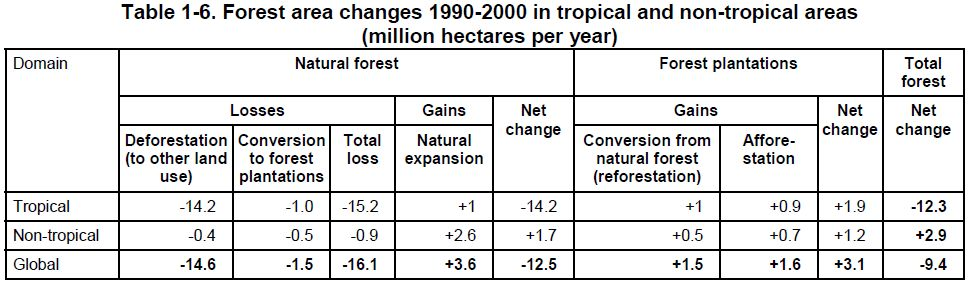 Table 1-6. Forest area changes 1990-2000 in tropical and non-tropical areas
(million hectares per year)
Domain Natural forest Forest plantations Total forest
Losses Gains Net change Gains Net change Net change
Deforestation (to other land use) Conversion to forest plantations Total loss Natural expansion Conversion from natural forest (reforestation) Affore-station
Tropical -14.2 -1.0 -15.2 +1 -14.2 +1 +0.9 +1.9 -12.3
Non-tropical -0.4 -0.5 -0.9 +2.6 +1.7 +0.5 +0.7 +1.2 +2.9
Global -14.6 -1.5 -16.1 +3.6 -12.5 +1.5 +1.6 +3.1 -9.4